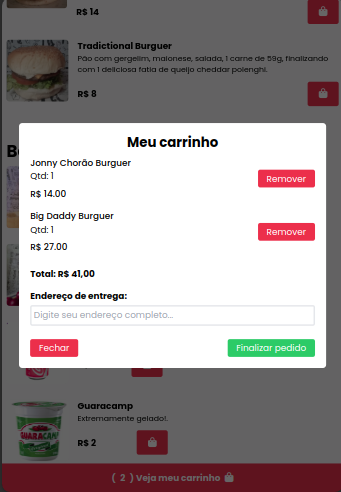 R$ 14
Tradictional Burguer
Pão com gergelim, maionese, salada, 1 carne de 59g, finalizando
com 1 deliciosa fatia de queijo cheddar polenghi.
R$ 8
Meu carrinho
Jonny Chorão Burguer
Qtd: 1
R$ 14.00
Remover
Big Daddy Burguer
Qtd: 1
R$ 27.00
Remover
Total: R$ 41,00
Endereço de entrega:
Digite seu endereço completo...
Fechar
Finalizar pedido
Guaracamp
Extremamente gelado!.
R$ 2
GUARACAMP
( 2 ) Veja meu carrinho